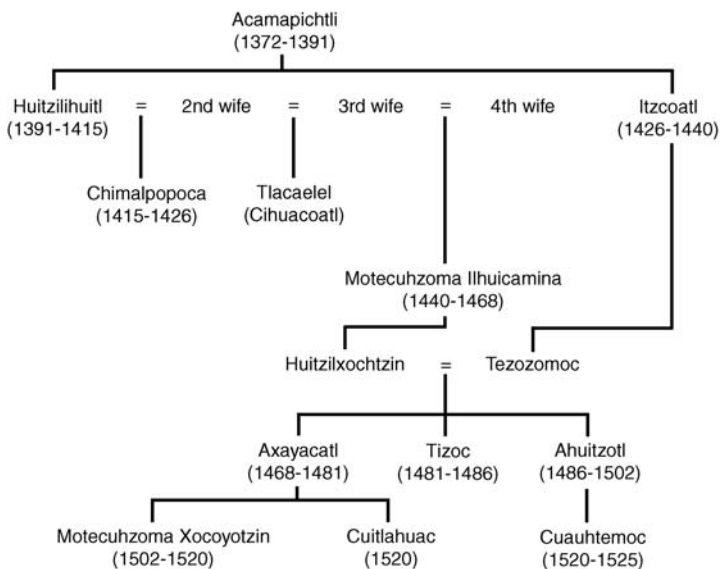 Acamapichtli
(1372-1391)
Huitzilihuitl = 2nd wife = 3rd wife = 4th wife Itzcoatl
(1391-1415) (1426-1440)
Chimalpopoca Tlacaelel
(1415-1426) (Cihuacoatl)
Motecuhzoma Ilhuicamina
(1440-1468)
Huitzilxochtzin = Tezozomoc
Axayacatl Tizoc Ahuitzotl
(1468-1481) (1481-1486) (1486-1502)
Motecuhzoma Xocoyotzin Cuitlahuac Cuauhtemoc
(1502-1520) (1520) (1520-1525)